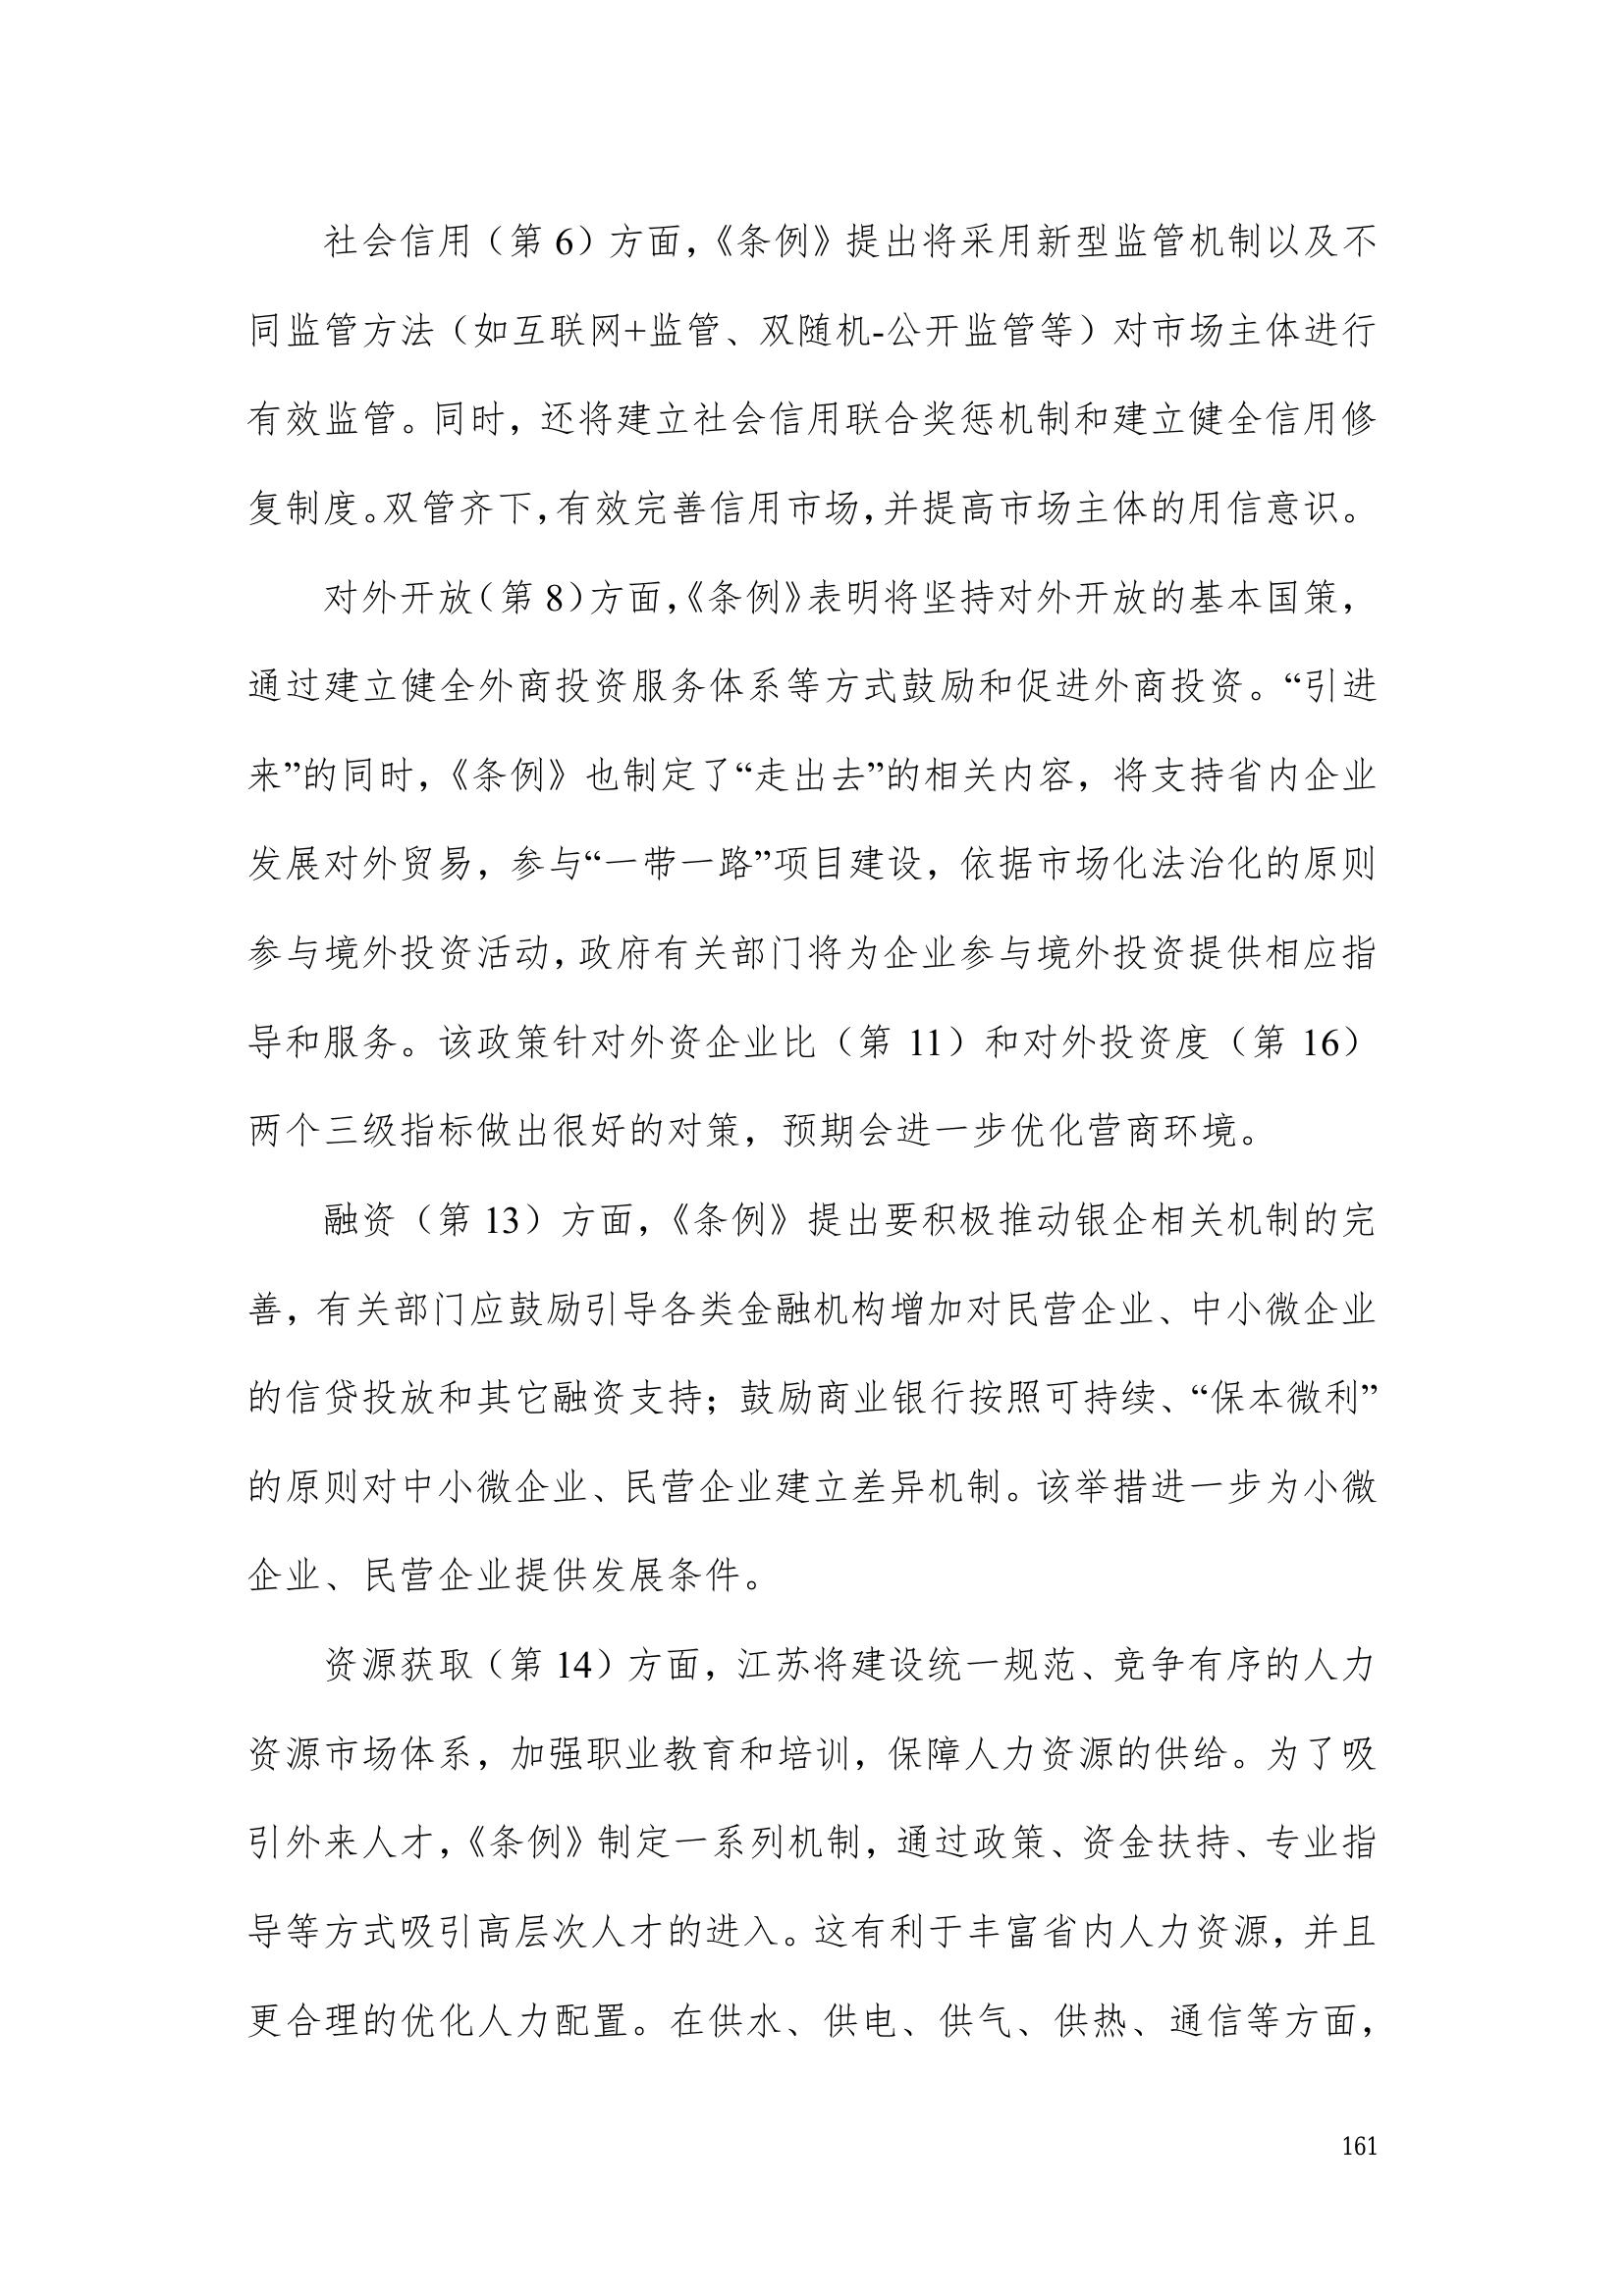 社会信用（第 6）方面，《条例》提出将采用新型监管机制以及不
同监管方法（如互联网+监管、双随机-公开监管等）对市场主体进行
有效监管。同时，还将建立社会信用联合奖惩机制和建立健全信用修
复制度。双管齐下，有效完善信用市场，并提高市场主体的用信意识。
对外开放（第 8）方面，《条例》表明将坚持对外开放的基本国策，
通过建立健全外商投资服务体系等方式鼓励和促进外商投资。“引进
来”的同时，《条例》也制定了“走出去”的相关内容，将支持省内企业
发展对外贸易，参与“一带一路”项目建设，依据市场化法治化的原则
参与境外投资活动，政府有关部门将为企业参与境外投资提供相应指
导和服务。该政策针对外资企业比（第 11）和对外投资度（第 16）
两个三级指标做出很好的对策，预期会进一步优化营商环境。
融资（第 13）方面，《条例》提出要积极推动银企相关机制的完
善，有关部门应鼓励引导各类金融机构增加对民营企业、中小微企业
的信贷投放和其它融资支持；鼓励商业银行按照可持续、“保本微利”
的原则对中小微企业、民营企业建立差异机制。该举措进一步为小微
企业、民营企业提供发展条件。
资源获取（第 14）方面，江苏将建设统一规范、竞争有序的人力
资源市场体系，加强职业教育和培训，保障人力资源的供给。为了吸
引外来人才，《条例》制定一系列机制，通过政策、资金扶持、专业指
导等方式吸引高层次人才的进入。这有利于丰富省内人力资源，并且
更合理的优化人力配置。在供水、供电、供气、供热、通信等方面，
161